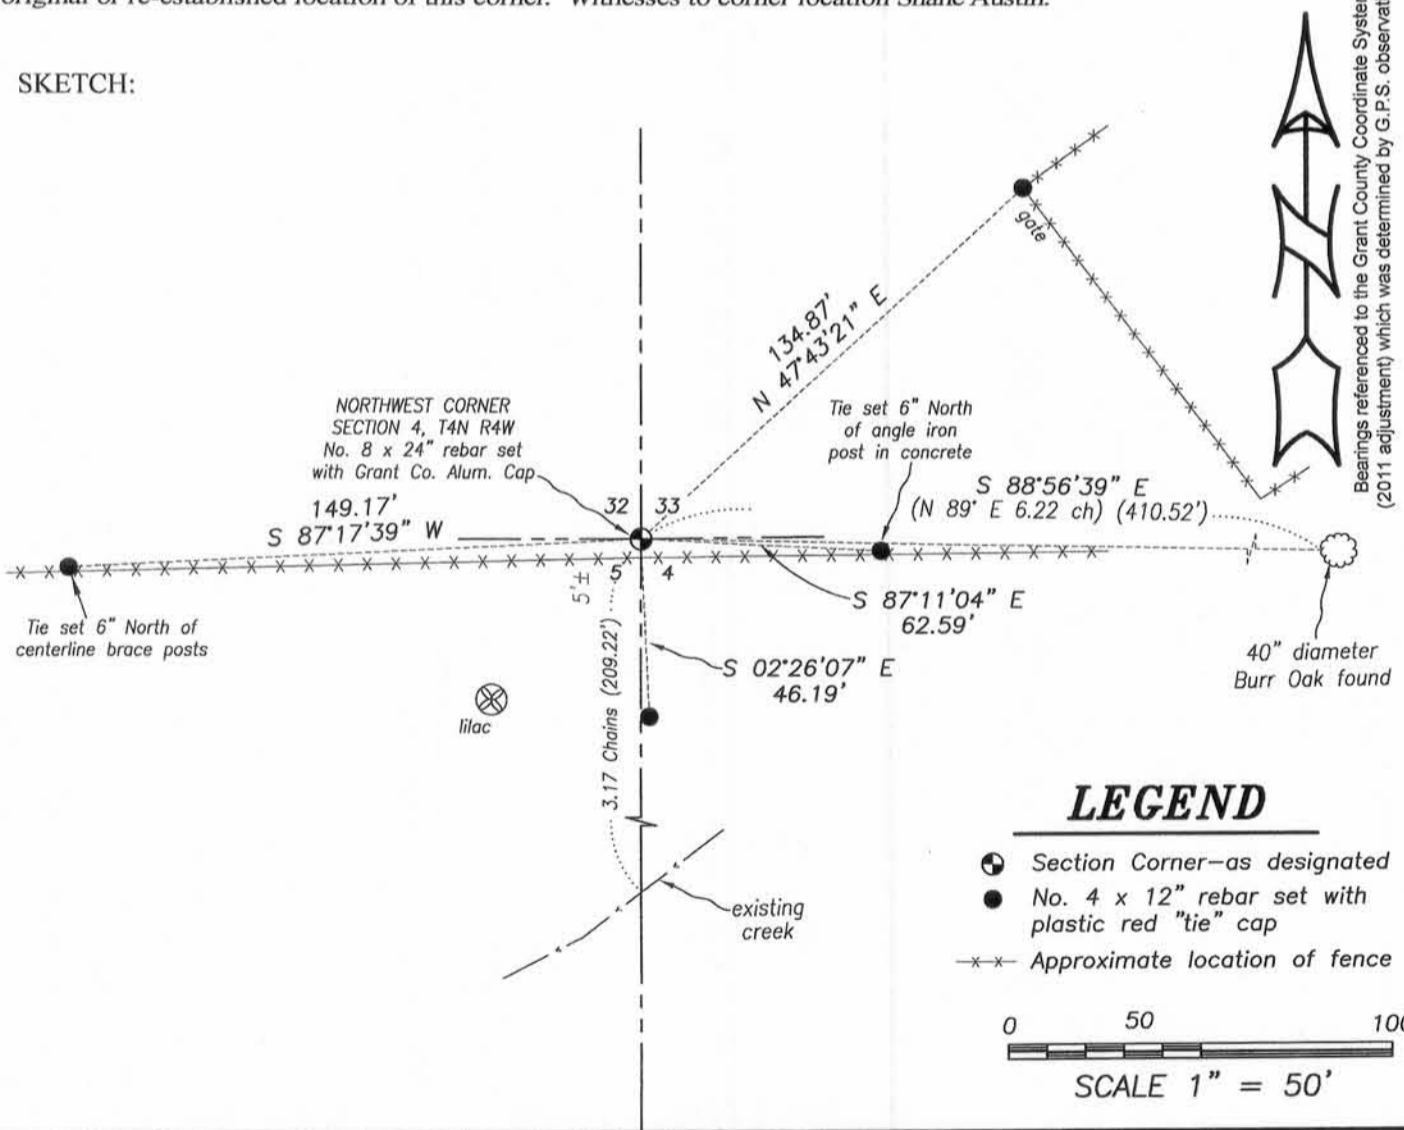 original or re-established location of this corner. Witnesses to corner location Shane Austin.
SKETCH:
Bearings referenced to the Grant County Coordinate System
(2011 adjustment) which was determined by G.P.S.
gate
134.87'
N 47°43'21" E
NORTHWEST CORNER
SECTION 4, T4N R4W
No. 8 x 24" rebar set
with Grant Co. Alum. Cap
Tie set 6" North
of angle iron
post in concrete
149.17'
S 87°17'39" W
32 33
S 88°56'39" E
(N 89° E 6.22 ch) (410.52')
5 4
5'±
Tie set 6" North of
centerline brace posts
S 87°11'04" E
62.59'
40" diameter
Burr Oak found
S 02°26'07" E
46.19'
3.17 Chains (209.22')
lilac
existing
creek
LEGEND
Section Corner-as designated
No. 4 x 12" rebar set with
plastic red "tie" cap
Approximate location of fence
0 50 100
SCALE 1" = 50'